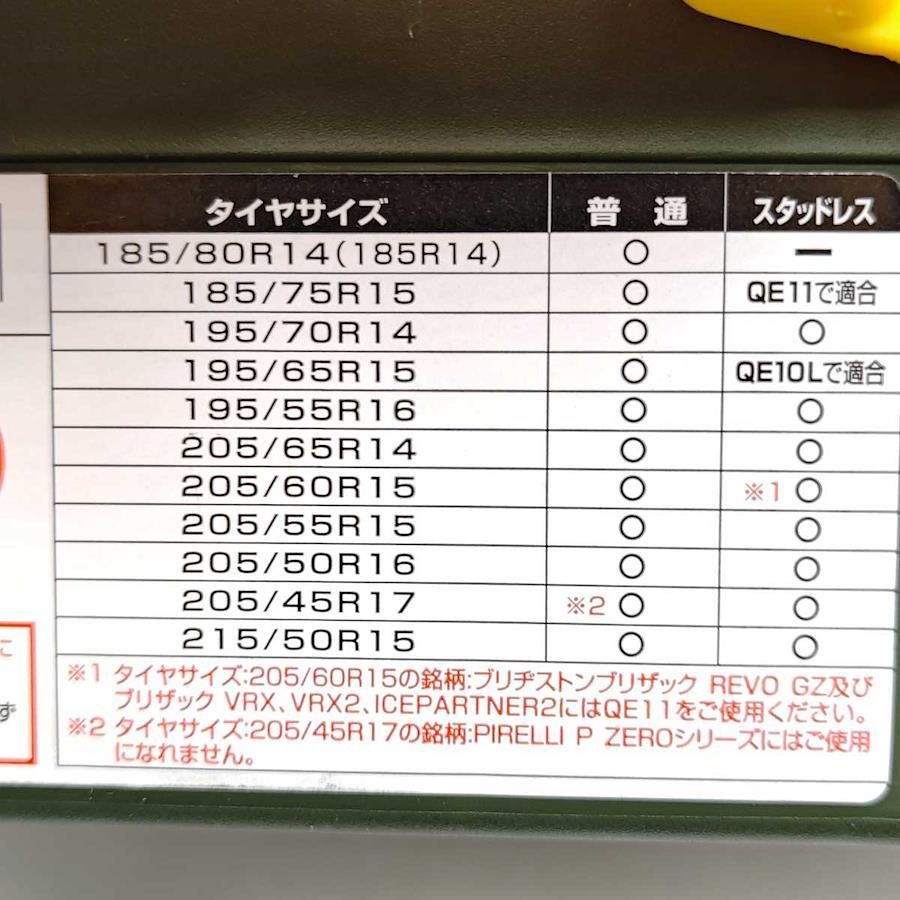 タイヤサイズ 普 通 スタッドレス
185/80R14(185R14) ○ ー
185/75R15 ○ QE11で適合
195/70R14 ○ ○
195/65R15 ○ QE10Lで適合
195/55R16 ○ ○
205/65R14 ○ ○
205/60R15 ○ ※1 ○
205/55R15 ○ ○
205/50R16 ○ ○
205/45R17 ※2 ○ ○
215/50R15 ○ ○
※1 タイヤサイズ:205/60R15の銘柄:ブリヂストンブリザック REVO GZ及び
ブリザック VRX、VRX2、ICEPARTNER2にはQE11をご使用ください。
※2 タイヤサイズ:205/45R17の銘柄:PIRELLI P ZEROシリーズにはご使用
になれません。
に
ず